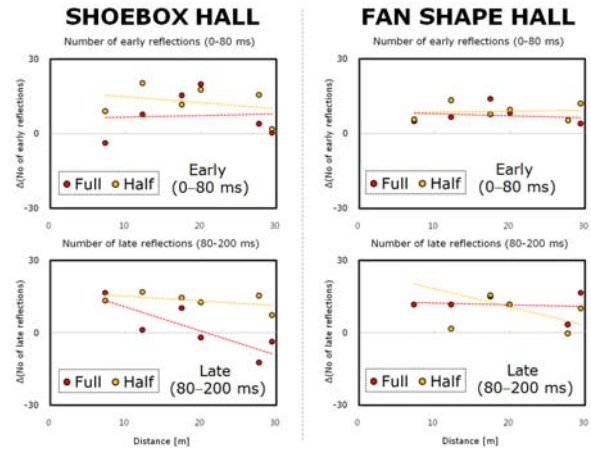 SHOEBOX HALL
Number of early reflections (0–80 ms)
Δ(No of early reflections)
30
0
-30
Full Half
Early
(0–80 ms)
0 10 20 30
m
Number of late reflections (80–200 ms)
Δ(No of late reflections)
30
0
-30
Full Half
Late
(80–200 ms)
0 10 20 30
Distance [m]
FAN SHAPE HALL
Number of early reflections (0–80 ms)
Δ(No of early reflections)
30
0
-30
Full Half
Early
(0–80 ms)
0 10 20 30
m
Number of late reflections (80–200 ms)
Δ(No of late reflections)
30
0
-30
Full Half
Late
(80–200 ms)
0 10 20 30
Distance [m]